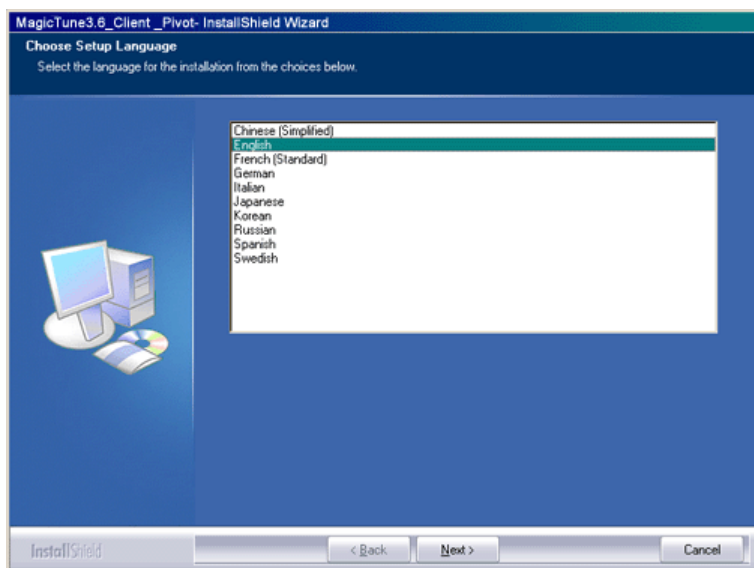 MagicTune3.6_Client _Pivot- InstallShield Wizard
Choose Setup Language
Select the language for the installation from the choices below.
Chinese (Simplified)
English
French (Standard)
German
Italian
Japanese
Korean
Russian
Spanish
Swedish
InstallShield
< Back
Next >
Cancel